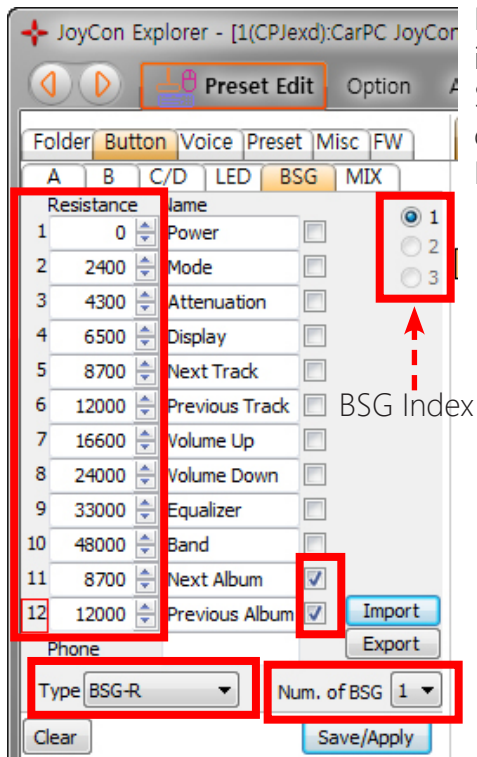 JoyCon Explorer - [1(CPJexd):CarPC JoyCon
Preset Edit Option
Folder Button Voice Preset Misc FW
A B C/D LED BSG MIX
Resistance Name
1 0 Power
2 2400 Mode
3 4300 Attenuation
4 6500 Display
5 8700 Next Track
6 12000 Previous Track
7 16600 Volume Up
8 24000 Volume Down
9 33000 Equalizer
10 48000 Band
11 8700 Next Album
12 12000 Previous Album
1
2
3
BSG Index
Import
Phone Export
Type BSG-R Num. of BSG 1
Clear Save/Apply